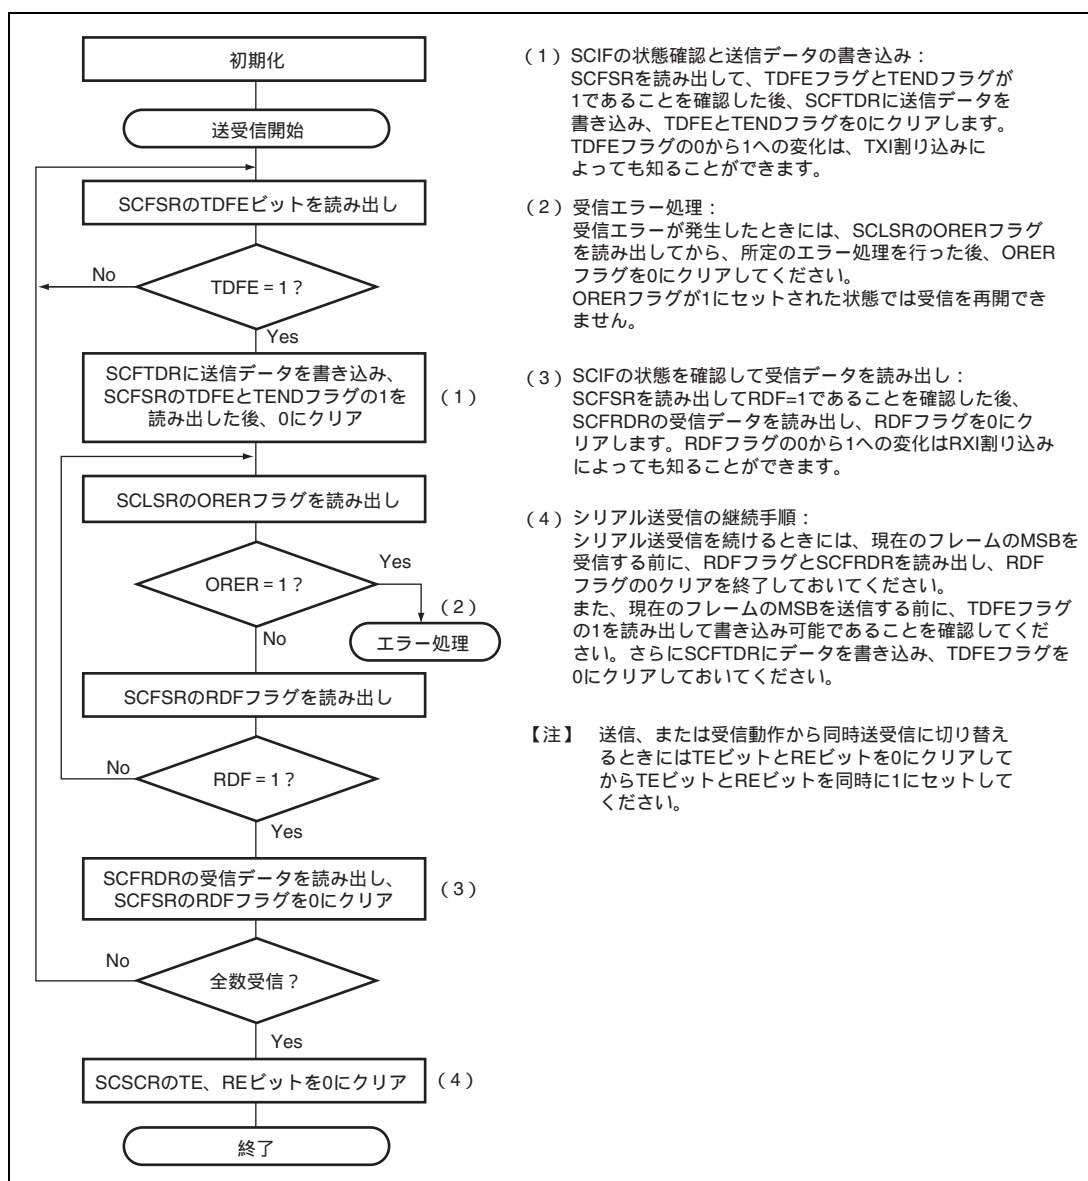 初期化
送受信開始
SCFSRのTDFEビットを読み出し
No
TDFE = 1 ?
Yes
SCFTDRに送信データを書き込み、
SCFSRのTDFEとTENDフラグの1を
読み出した後、0にクリア
(1)
SCLSRのORERフラグを読み出し
Yes
ORER = 1 ?
(2)
No
エラー処理
SCFSRのRDFフラグを読み出し
No
RDF = 1 ?
Yes
SCFRDRの受信データを読み出し、
SCFSRのRDFフラグを0にクリア
(3)
No
全数受信?
Yes
SCSCRのTE、REビットを0にクリア
(4)
終了
(1)SCIFの状態確認と送信データの書き込み:
SCFSRを読み出して、TDFEフラグとTENDフラグが
1であることを確認した後、SCFTDRに送信データを
書き込み、TDFEとTENDフラグを0にクリアします。
TDFEフラグの0から1への変化は、TXI割り込みに
よっても知ることができます。
(2)受信エラー処理:
受信エラーが発生したときには、SCLSRのORERフラグ
を読み出してから、所定のエラー処理を行った後、ORER
フラグを0にクリアしてください。
ORERフラグが1にセットされた状態では受信を再開でき
ません。
(3)SCIFの状態を確認して受信データを読み出し:
SCFSRを読み出してRDF=1であることを確認した後、
SCFRDRの受信データを読み出し、RDFフラグを0にク
リアします。RDFフラグの0から1への変化はRXI割り込み
によっても知ることができます。
(4)シリアル送受信の継続手順:
シリアル送受信を続けるときには、現在のフレームのMSBを
受信する前に、RDFフラグとSCFRDRを読み出し、RDF
フラグの0クリアを終了しておいてください。
また、現在のフレームのMSBを送信する前に、TDFEフラグ
の1を読み出して書き込み可能であることを確認してくだ
さい。さらにSCFTDRにデータを書き込み、TDFEフラグを
0にクリアしておいてください。
【注】 送信、または受信動作から同時送受信に切り替え
るときにはTEビットとREビットを0にクリアして
からTEビットとREビットを同時に1にセットして
ください。